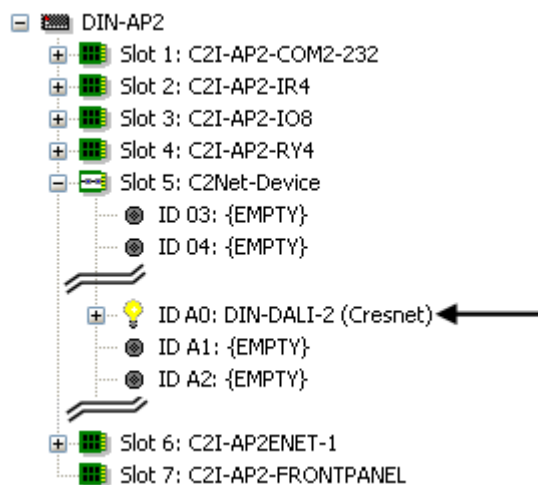 DIN-AP2
Slot 1: C2I-AP2-COM2-232
Slot 2: C2I-AP2-IR4
Slot 3: C2I-AP2-IO8
Slot 4: C2I-AP2-RY4
Slot 5: C2Net-Device
ID 03: {EMPTY}
ID 04: {EMPTY}
ID A0: DIN-DALI-2 (Cresnet)
ID A1: {EMPTY}
ID A2: {EMPTY}
Slot 6: C2I-AP2ENET-1
Slot 7: C2I-AP2-FRONTPANEL